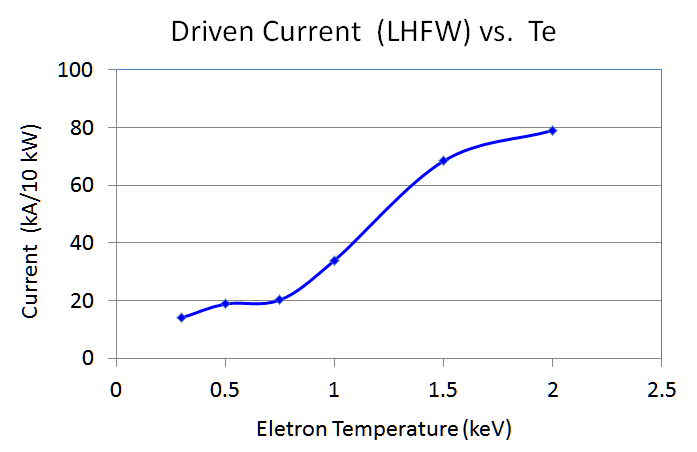 Driven Current (LHFW) vs. Te
100
80
60
40
20
0
Current (kA/10 kW)
0 0.5 1 1.5 2 2.5
Eletron Temperature (keV)